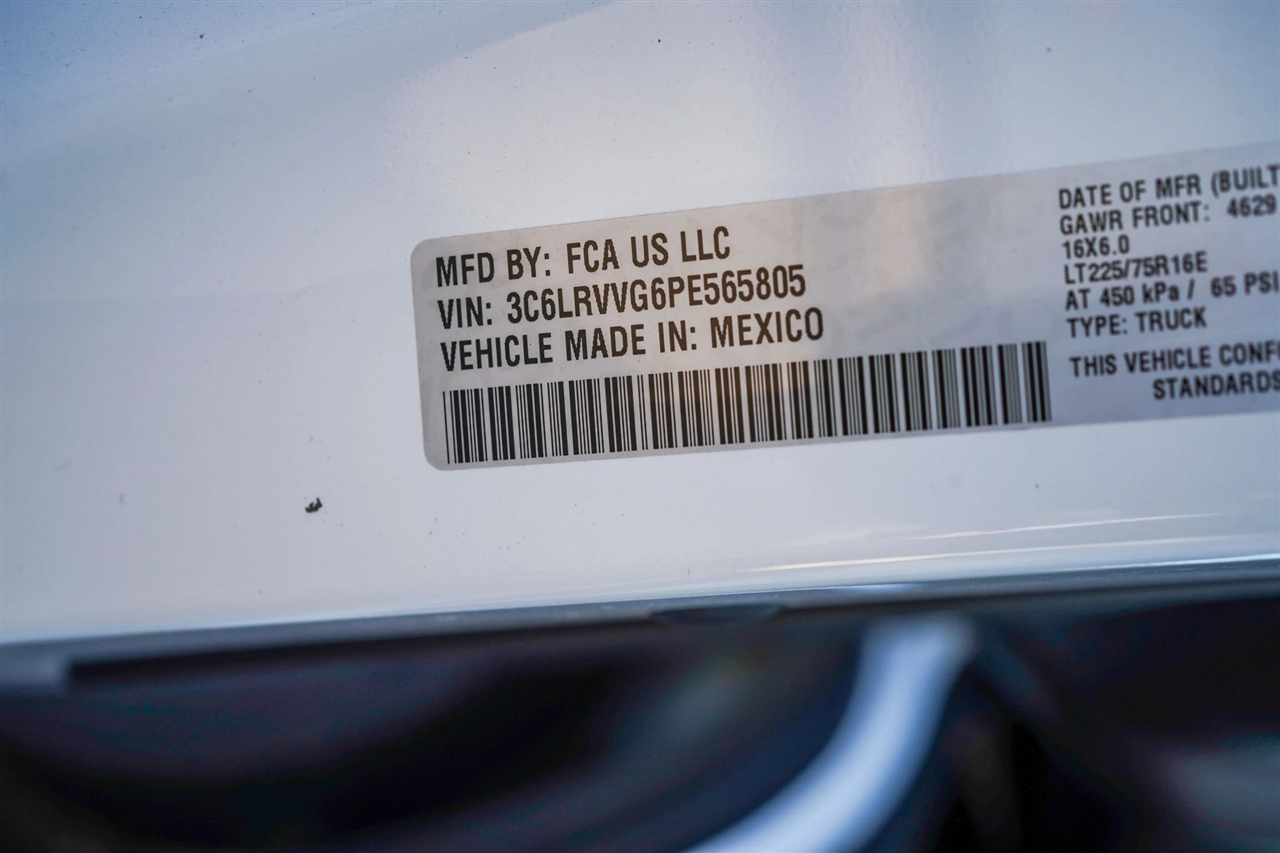 MFD BY: FCA US LLC
VIN: 3C6LRVVG6PE565805
VEHICLE MADE IN: MEXICO
DATE OF MFR (BUILT
GAWR FRONT: 4629
16X6.0
LT225/75R16E
AT 450 kPa / 65 PSI
TYPE: TRUCK
THIS VEHICLE CONF
STANDARDS